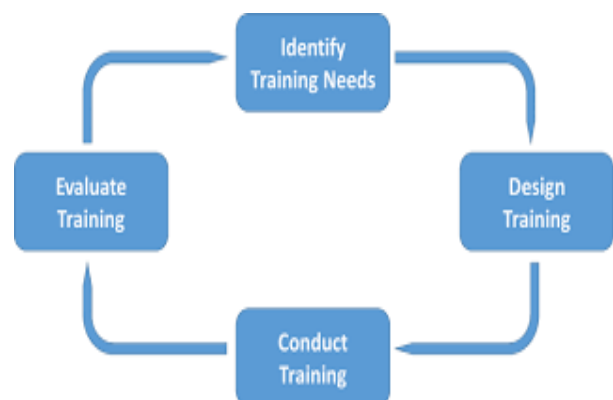 Identify
Training Needs
Design
Training
Conduct
Training
Evaluate
Training